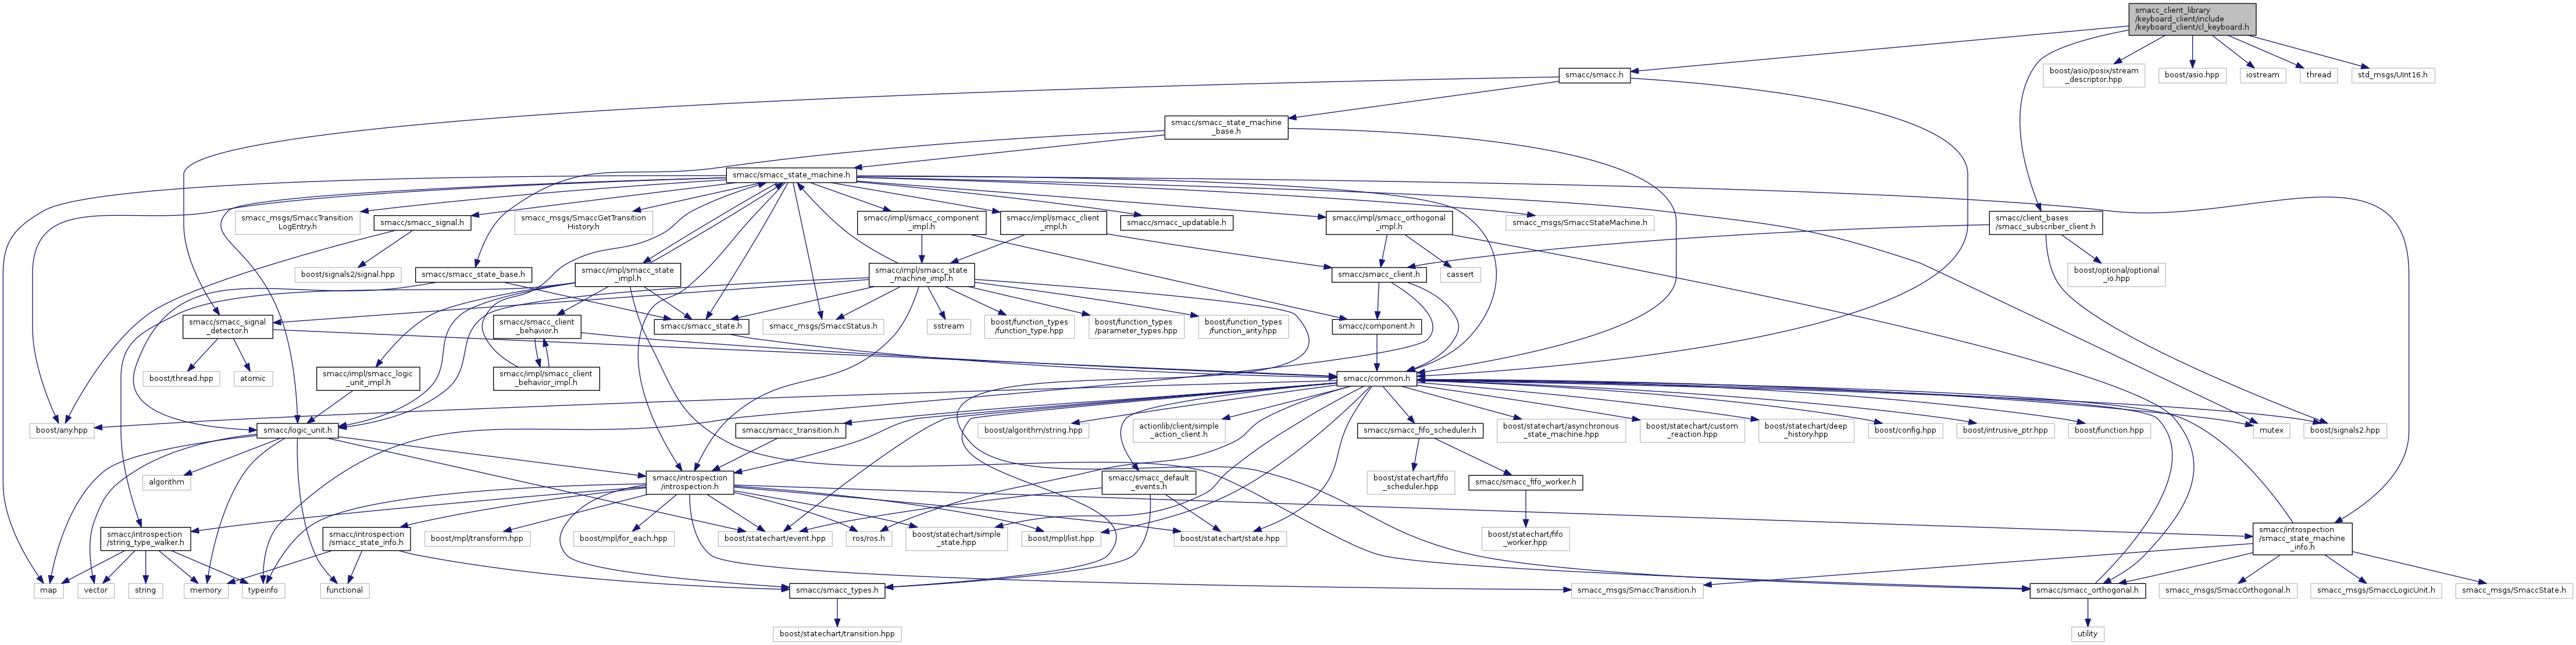 smacc_client_library
/keyboard_client/include
/keyboard_client/cl_keyboard.h
smacc/smacc.h
boost/asio/posix/stream
_descriptor.hpp
boost/asio.hpp
iostream
thread
std_msgs/UInt16.h
smacc/smacc_state_machine
_base.h
smacc/smacc_state_machine.h
smacc_msgs/SmaccTransition
LogEntry.h
smacc/smacc_signal.h
smacc_msgs/SmaccGetTransition
History.h
smacc/impl/smacc_component
_impl.h
smacc/impl/smacc_client
_impl.h
smacc/smacc_updatable.h
smacc/impl/smacc_orthogonal
_impl.h
smacc_msgs/SmaccStateMachine.h
smacc/client_bases
/smacc_subscriber_client.h
boost/signals2/signal.hpp
smacc/smacc_state_base.h
smacc/impl/smacc_state
_impl.h
smacc/impl/smacc_state
_machine_impl.h
smacc/smacc_client.h
cassert
boost/optional/optional
_io.hpp
smacc/smacc_signal
_detector.h
smacc/smacc_client
_behavior.h
smacc/smacc_state.h
smacc_msgs/SmaccStatus.h
sstream
boost/function_types
/function_type.hpp
boost/function_types
/parameter_types.hpp
boost/function_types
/function_arity.hpp
smacc/component.h
boost/thread.hpp
atomic
smacc/impl/smacc_logic
_unit_impl.h
smacc/impl/smacc_client
_behavior_impl.h
smacc/common.h
boost/any.hpp
smacc/logic_unit.h
smacc/smacc_transition.h
boost/algorithm/string.hpp
actionlib/client/simple
_action_client.h
smacc/smacc_fifo_scheduler.h
boost/statechart/asynchronous
_state_machine.hpp
boost/statechart/custom
_reaction.hpp
boost/statechart/deep
_history.hpp
boost/config.hpp
boost/intrusive_ptr.hpp
boost/function.hpp
mutex
boost/signals2.hpp
algorithm
smacc/introspection
/introspection.h
smacc/smacc_default
_events.h
boost/statechart/fifo
_scheduler.hpp
smacc/smacc_fifo_worker.h
smacc/introspection
/string_type_walker.h
smacc/introspection
/smacc_state_info.h
boost/mpl/transform.hpp
boost/mpl/for_each.hpp
boost/statechart/event.hpp
ros/ros.h
boost/statechart/simple
_state.hpp
boost/mpl/list.hpp
boost/statechart/state.hpp
boost/statechart/fifo
_worker.hpp
smacc/introspection
/smacc_state_machine
_info.h
map
vector
string
memory
typeinfo
functional
smacc/smacc_types.h
smacc_msgs/SmaccTransition.h
smacc/smacc_orthogonal.h
smacc_msgs/SmaccOrthogonal.h
smacc_msgs/SmaccLogicUnit.h
smacc_msgs/SmaccState.h
boost/statechart/transition.hpp
utility